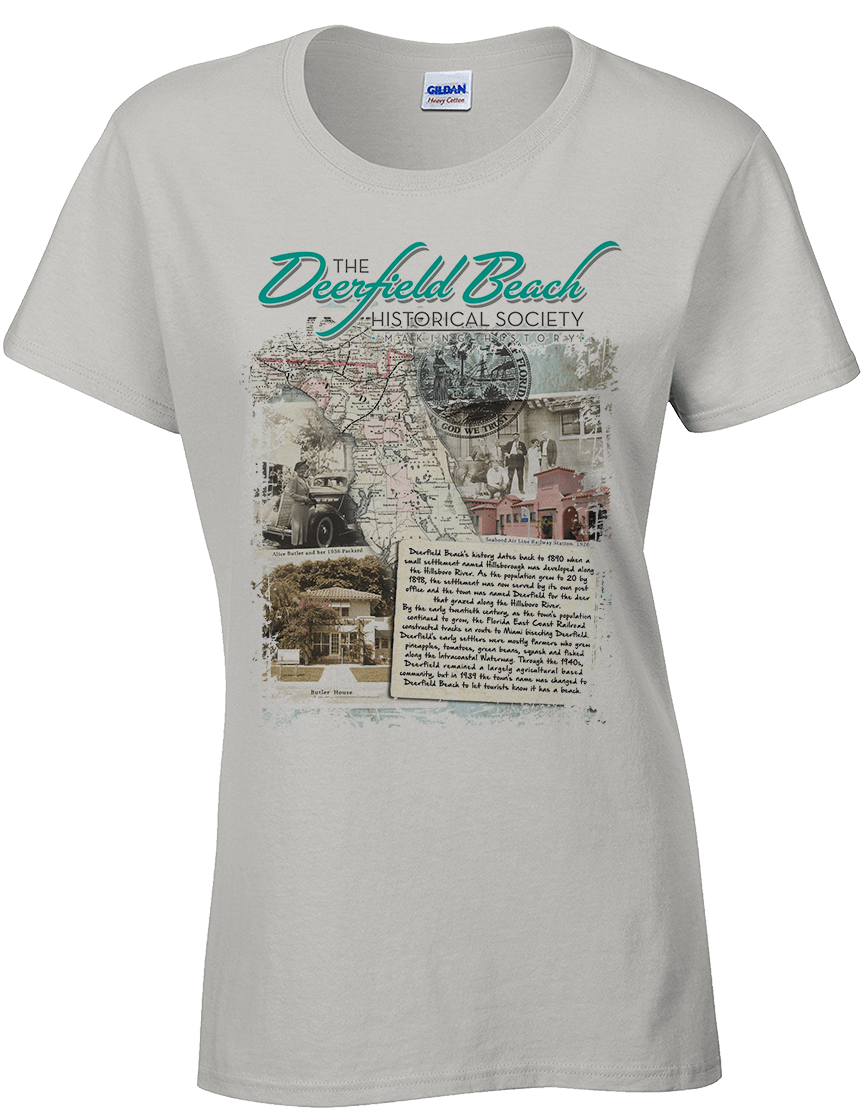 GILDAN
Heavy Cotton
THE
Deerfield Beach
HISTORICAL SOCIETY
MAKING HISTORY
FLORIDA
GOD WE TRUST
Seabord Air Line Railway Station, 1926
Alice Butler and her 1936 Packard
Deerfield Beach's history dates back to 1890 when a
small settlement named Hillsborough was developed along
the Hillsboro River. As the population grew to 20 by
1898, the settlement was now served by its own post
office and the town was named Deerfield for the deer
that grazed along the Hillsboro River.
By the early twentieth century, as the town's population
continued to grow, the Florida East Coast Railroad
constructed tracks en route to Miami bisecting Deerfield.
Deerfield's early settlers were mostly farmers who grew
pineapples, tomatoes, green beans, squash and fished
along the Intracoastal Waterway. Through the 1940s,
Deerfield remained a largely agricultural based
community, but in 1939 the town's name was changed to
Deerfield Beach to let tourists know it has a beach.
Butler House